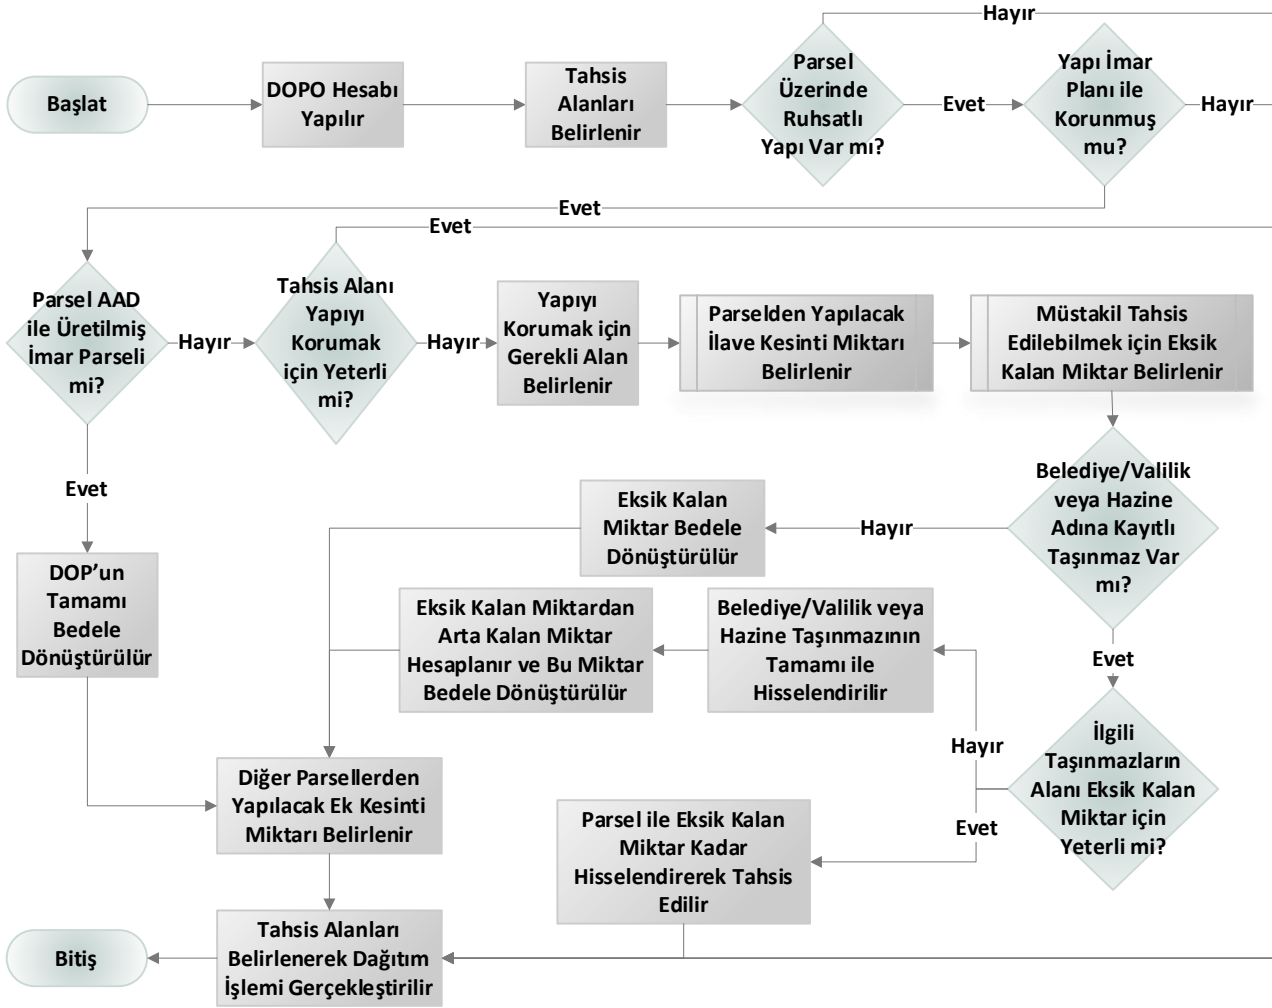 Hayır
Başlat
DOPO Hesabı
Yapılır
Tahsis
Alanları
Belirlenir
Parsel
Üzerinde
Ruhsatlı
Yapı Var mı?
Evet
Yapı İmar
Planı ile
Korunmuş
mu?
Hayır
Evet
Evet
Parsel AAD
ile Üretilmiş
İmar Parseli
mi?
Hayır
Tahsis Alanı
Yapıyı
Korumak
için Yeterli
mi?
Hayır
Yapıyı
Korumak için
Gerekli Alan
Belirlenir
Parselden Yapılacak
İlave Kesinti Miktarı
Belirlenir
Müstakil Tahsis
Edilebilmek için Eksik
Kalan Miktar Belirlenir
Evet
Eksik Kalan
Miktar Bedele
Dönüştürülür
Hayır
Belediye/Valilik
veya Hazine
Adına Kayıtlı
Taşınmaz Var
mı?
DOP’un
Tamamı
Bedele
Dönüştürülür
Eksik Kalan Miktardan
Arta Kalan Miktar
Hesaplanır ve Bu Miktar
Bedele Dönüştürülür
Belediye/Valilik veya
Hazine Taşınmazının
Tamamı ile
Hisselendirilir
Evet
Hayır
İlgili
Taşınmazların
Alanı Eksik Kalan
Miktar için
Yeterli mi?
Evet
Diğer Parsellerden
Yapılacak Ek Kesinti
Miktarı Belirlenir
Parsel ile Eksik Kalan
Miktar Kadar
Hisselendirerek Tahsis
Edilir
Bitiş
Tahsis Alanları
Belirlenerek Dağıtım
İşlemi Gerçekleştirilir